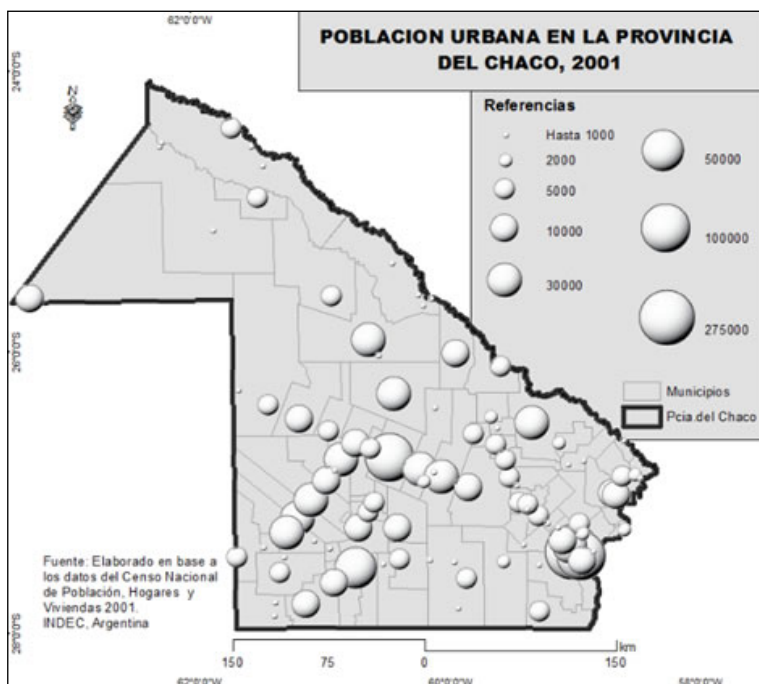 62°0'0"W
POBLACION URBANA EN LA PROVINCIA
DEL CHACO, 2001
24°0'0"S
Norte
Referencias
Hasta 1000
2000
5000
10000
30000
50000
100000
275000
Municipios
Pcia.del Chaco
26°0'0"S
Fuente: Elaborado en base a
los datos del Censo Nacional
de Población, Hogares y
Viviendas 2001.
INDEC, Argentina
28°0'0"S
km
150
75
0
150
62°0'0"W
60°0'0"W
58°0'0"W